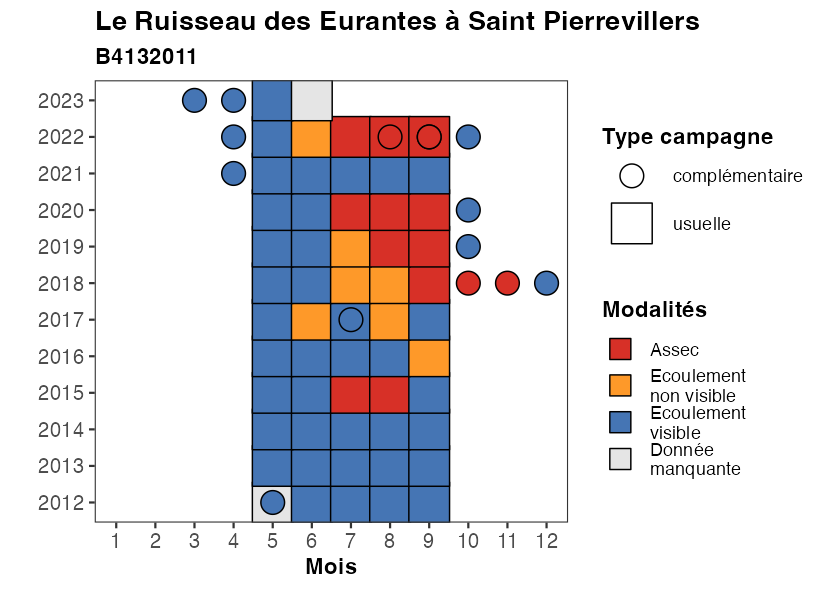 Le Ruisseau des Eurantes à Saint Pierrevillers
B4132011
2023
2022
2021
2020
2019
2018
2017
2016
2015
2014
2013
2012
1 2 3 4 5 6 7 8 9 10 11 12
Mois
Type campagne
complémentaire
usuelle
Modalités
Assec
Ecoulement
non visible
Ecoulement
visible
Donnée
manquante